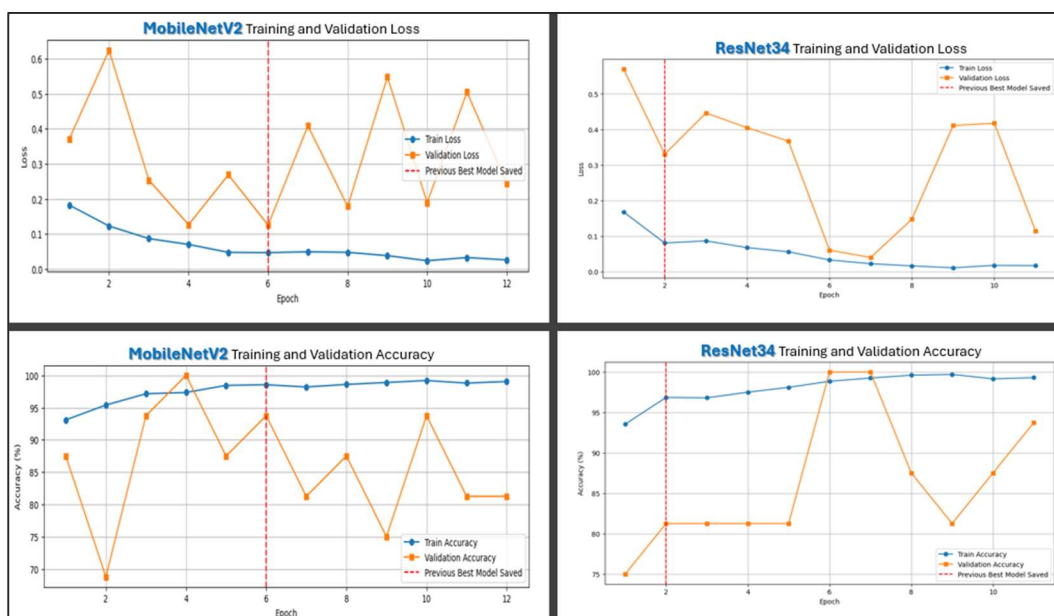 MobileNetV2 Training and Validation Loss
0.6
0.5
0.4
0.3
0.2
0.1
0.0
Loss
Train Loss
Validation Loss
Previous Best Model Saved
2 4 6 8 10 12
Epoch
ResNet34 Training and Validation Loss
0.5
0.4
0.3
0.2
0.1
0.0
Loss
Train Loss
Validation Loss
Previous Best Model Saved
2 4 6 8 10
Epoch
MobileNetV2 Training and Validation Accuracy
100
95
90
85
80
75
70
Accuracy (%)
Train Accuracy
Validation Accuracy
Previous Best Model Saved
2 4 6 8 10 12
Epoch
ResNet34 Training and Validation Accuracy
100
95
90
85
80
75
Accuracy (%)
Train Accuracy
Validation Accuracy
Previous Best Model Saved
2 4 6 8 10
Epoch